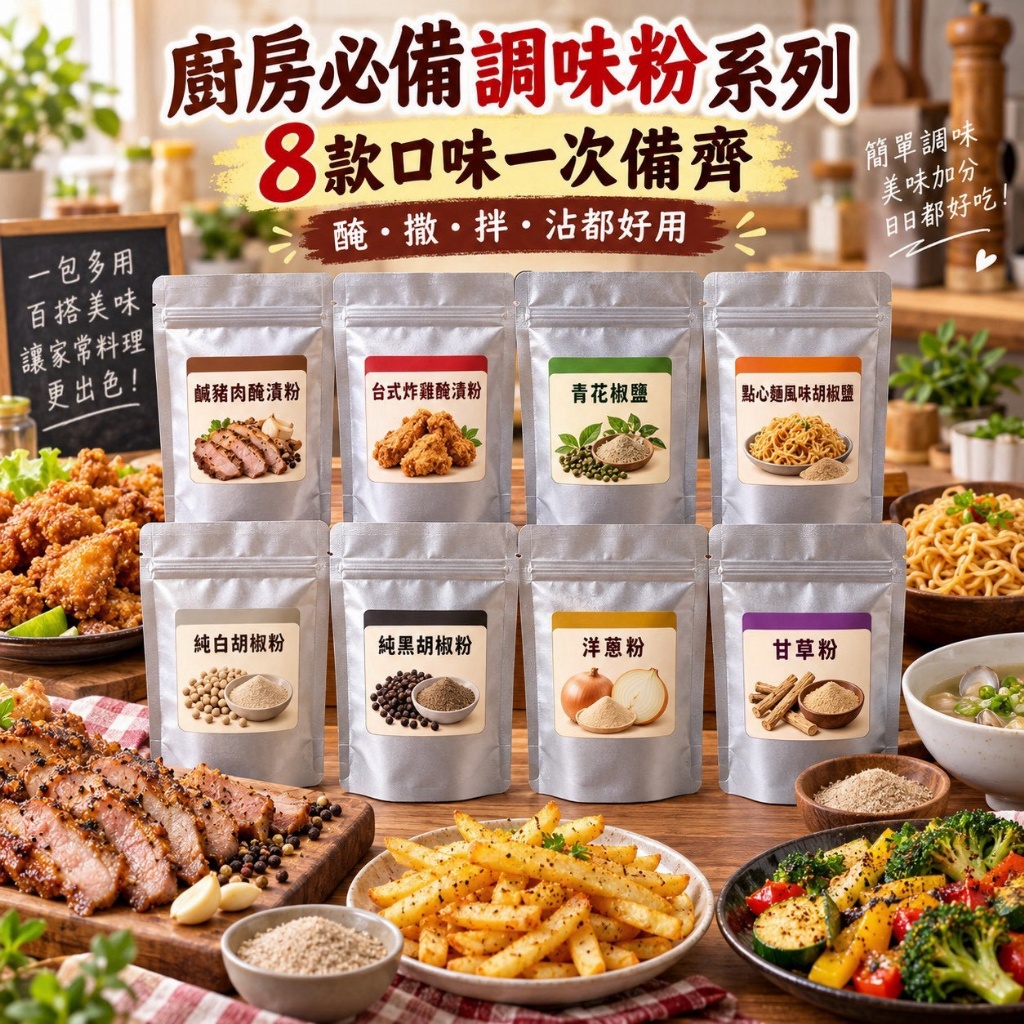 廚房必備調味粉系列
8款口味一次備齊
醃・撒・拌・沾都好用
簡單調味
美味加分
日日都好吃!
一包多用
百搭美味
讓家常料理
更出色!
鹹豬肉醃漬粉
台式炸雞醃漬粉
青花椒鹽
點心麵風味胡椒鹽
純白胡椒粉
純黑胡椒粉
洋蔥粉
甘草粉